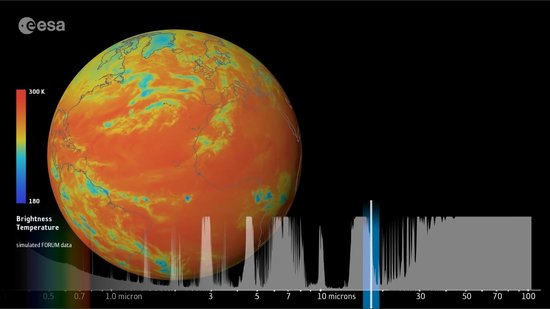 esa
300 K
180
Brightness
Temperature
simulated FORUM data
0.5 0.7 1.0 micron 3 5 7 10 microns 30 50 70 100